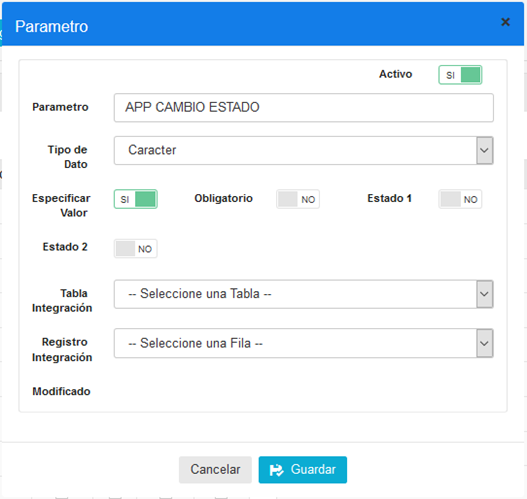 Parametro
Activo SI
Parametro APP CAMBIO ESTADO
Tipo de
Dato
Caracter
Especificar
Valor
SI
Obligatorio NO
Estado 1 NO
Estado 2 NO
Tabla
Integración
-- Seleccione una Tabla --
Registro
Integración
-- Seleccione una Fila --
Modificado
Cancelar
Guardar